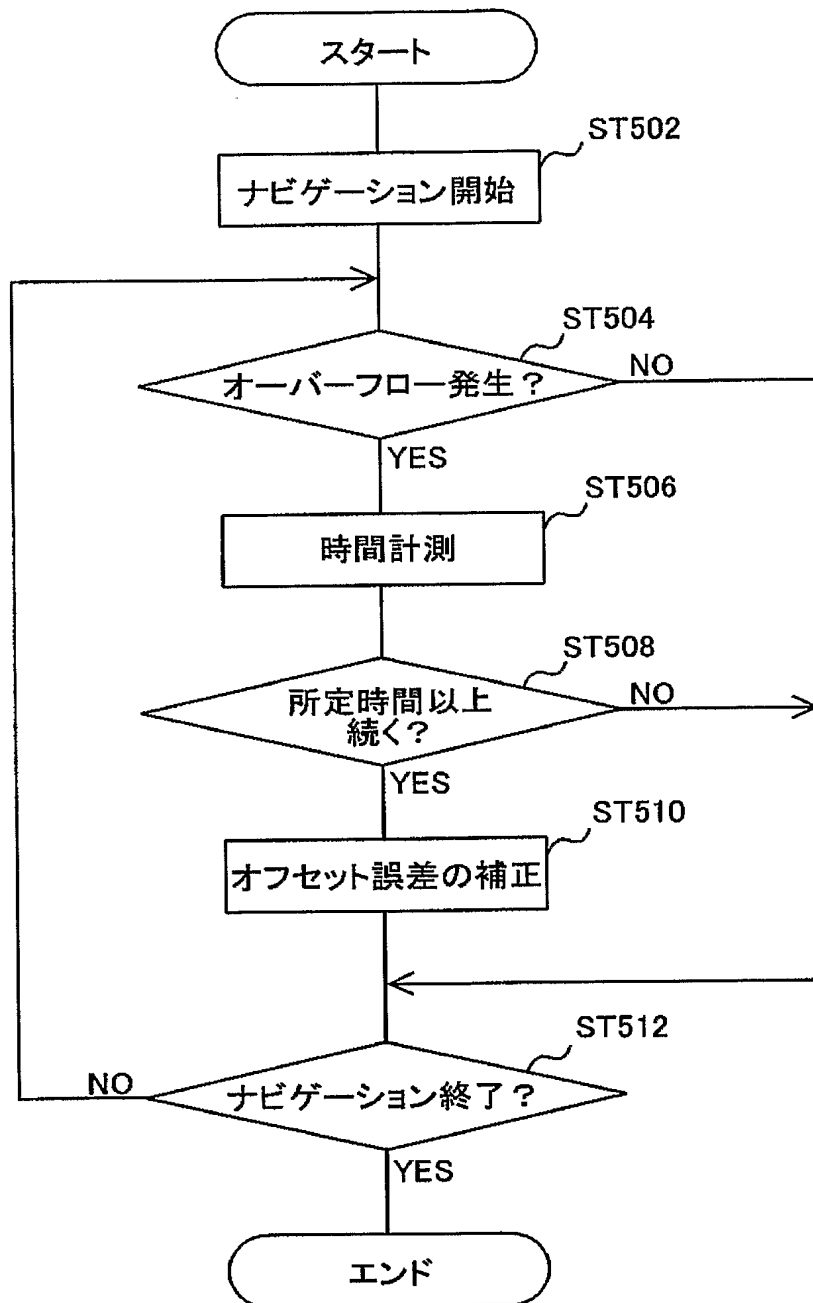 スタート
ST502
ナビゲーション開始
ST504
オーバーフロー発生?
NO
YES
ST506
時間計測
ST508
所定時間以上
続く?
NO
YES
ST510
オフセット誤差の補正
ST512
ナビゲーション終了?
NO
YES
エンド